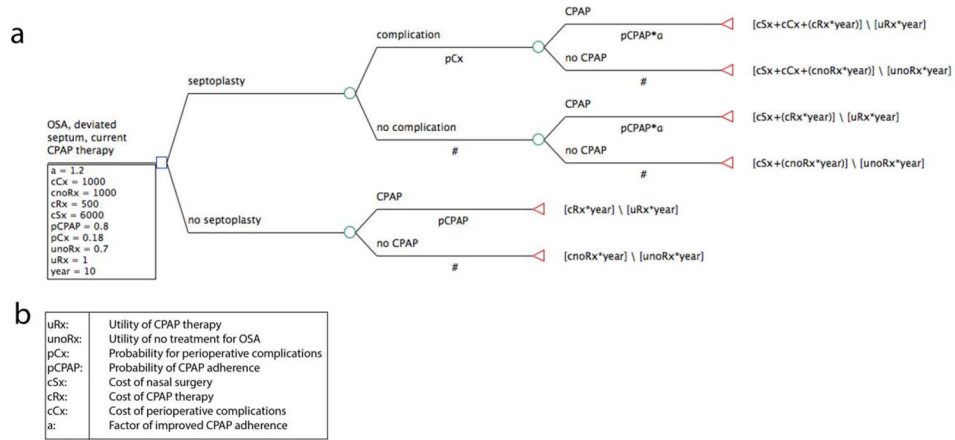 a
CPAP
complication
pCPAP*a
[cSx+cCx+(cRx*year)] \ [uRx*year]
pCx
no CPAP
septoplasty
#
[cSx+cCx+(cnoRx*year)] \ [unoRx*year]
CPAP
OSA, deviated
septum, current
CPAP therapy
no complication
pCPAP*a
[cSx+(cRx*year)] \ [uRx*year]
#
no CPAP
#
[cSx+(cnoRx*year)] \ [unoRx*year]
a = 1.2
cCx = 1000
cnoRx = 1000
cRx = 500
cSx = 6000
pCPAP = 0.8
pCx = 0.18
unoRx = 0.7
uRx = 1
year = 10
CPAP
no septoplasty
pCPAP
[cRx*year] \ [uRx*year]
no CPAP
#
[cnoRx*year] \ [unoRx*year]
b
uRx: Utility of CPAP therapy
unoRx: Utility of no treatment for OSA
pCx: Probability for perioperative complications
pCPAP: Probability of CPAP adherence
cSx: Cost of nasal surgery
cRx: Cost of CPAP therapy
cCx: Cost of perioperative complications
a: Factor of improved CPAP adherence